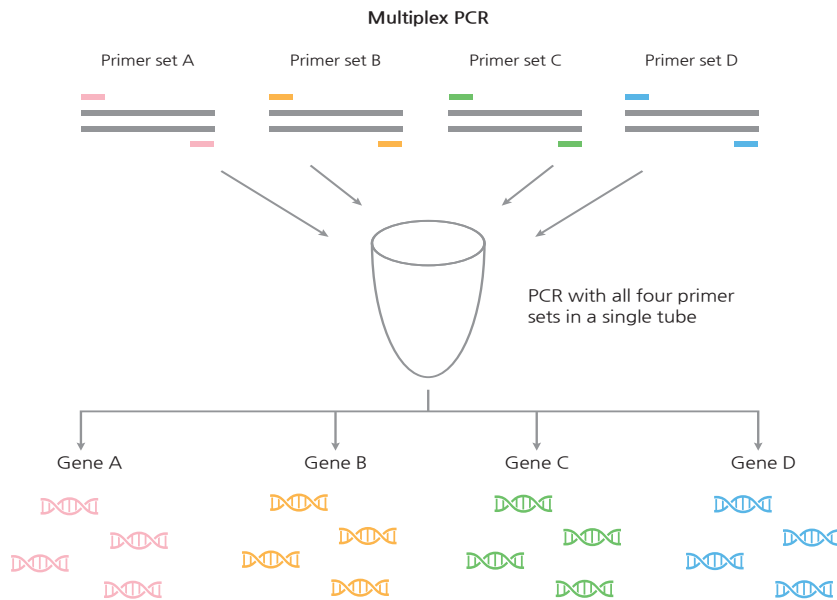 Multiplex PCR
Primer set A
Primer set B
Primer set C
Primer set D
PCR with all four primer
sets in a single tube
Gene A
Gene B
Gene C
Gene D